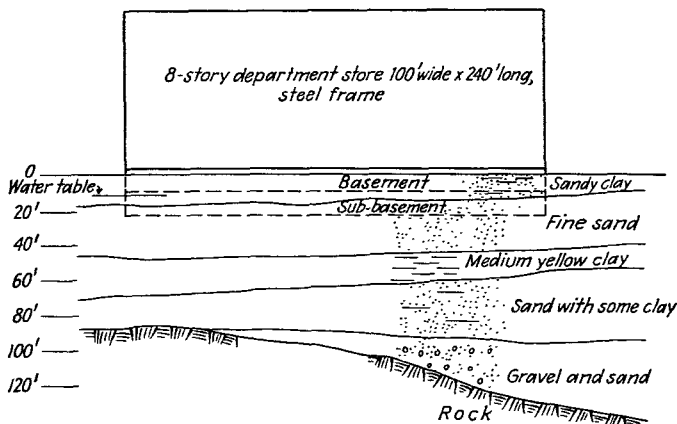 8-story department store 100' wide x 240' long,
steel frame
0
Water table
Basement
Sandy clay
20'
Sub-basement
Fine sand
40'
Medium yellow clay
60'
Sand with some clay
80'
100'
Gravel and sand
120'
Rock